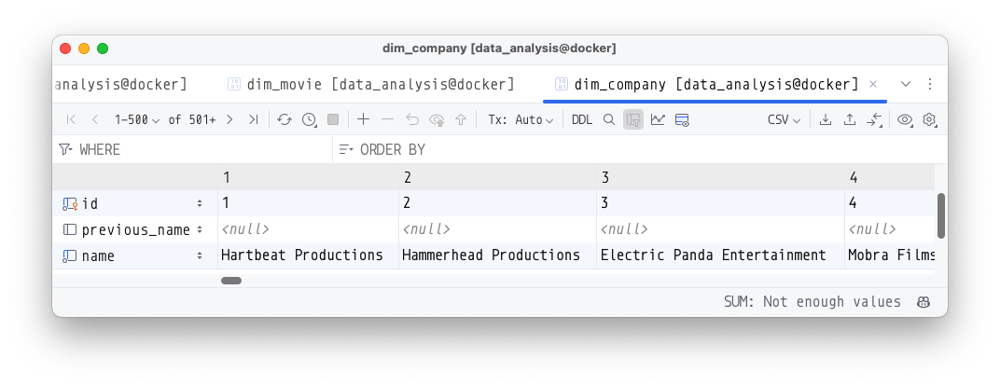 dim_company [data_analysis@docker]
analysis@docker] dim_movie [data_analysis@docker] dim_company [data_analysis@docker]
1-500 of 501+ Tx: Auto DDL CSV
WHERE ORDER BY
1 2 3 4
id 1 2 3 4
previous_name <null> <null> <null> <null>
name Hartbeat Productions Hammerhead Productions Electric Panda Entertainment Mobra Films
SUM: Not enough values